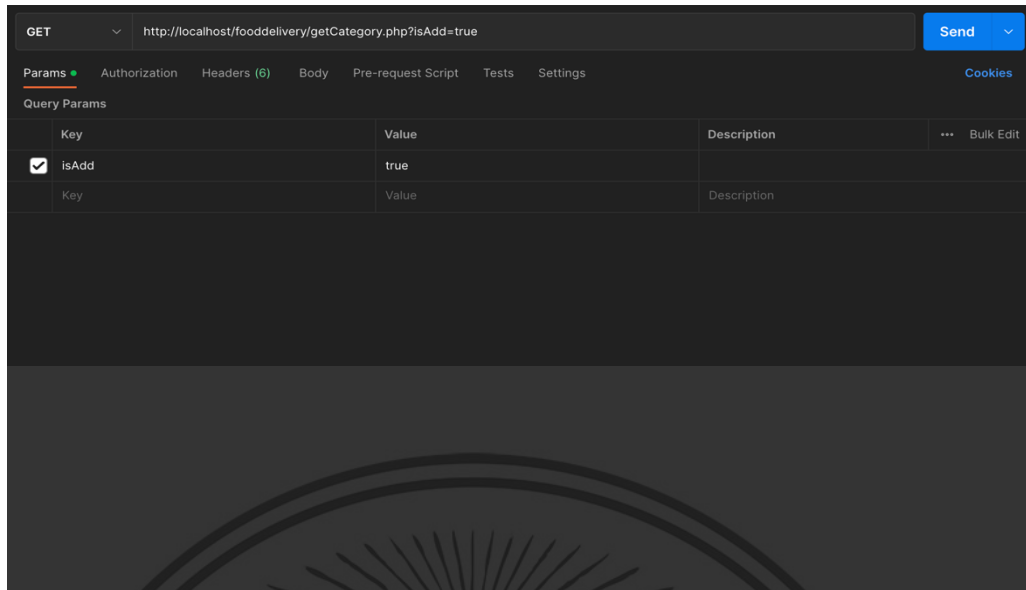 GET http://localhost/fooddelivery/getCategory.php?isAdd=true Send
Params Authorization Headers (6) Body Pre-request Script Tests Settings Cookies
Query Params
Key Value Description ••• Bulk Edit
isAdd true
Key Value Description